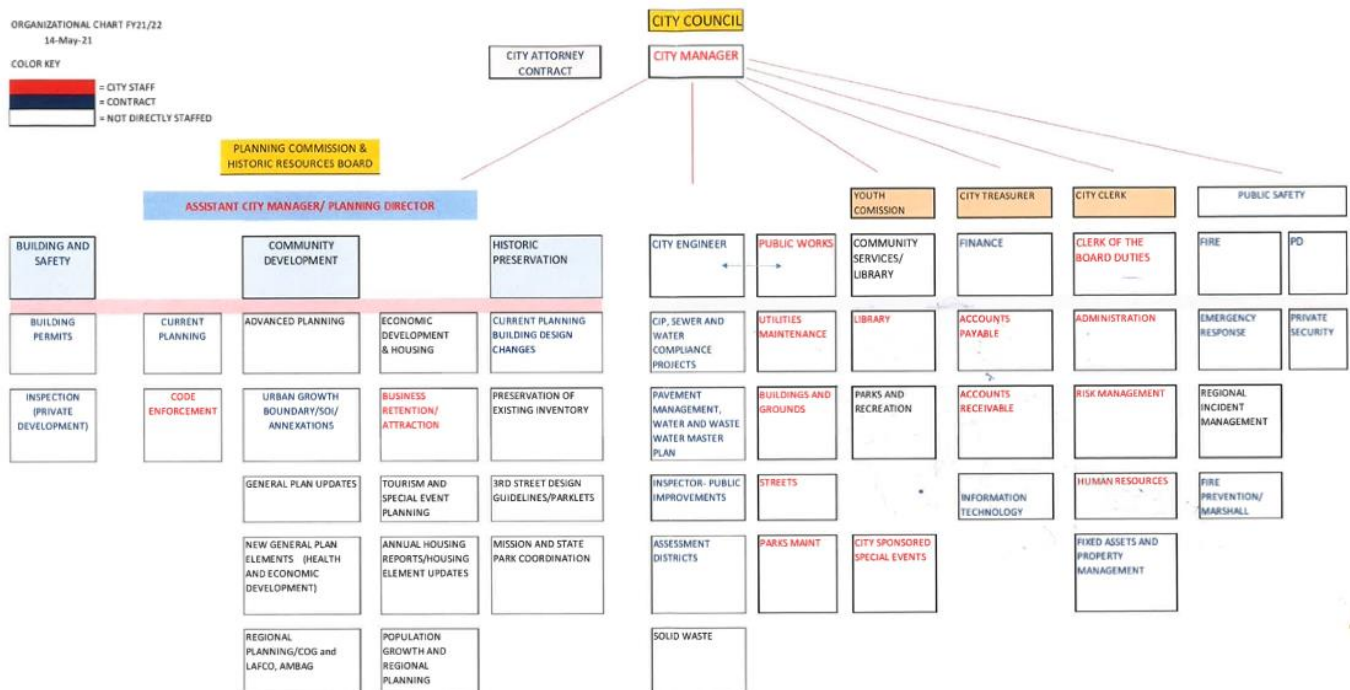 ORGANIZATIONAL CHART FY21/22
14-May-21
COLOR KEY
= CITY STAFF
= CONTRACT
= NOT DIRECTLY STAFFED
CITY COUNCIL
CITY ATTORNEY
CONTRACT
CITY MANAGER
PLANNING COMMISSION &
HISTORIC RESOURCES BOARD
ASSISTANT CITY MANAGER/ PLANNING DIRECTOR
YOUTH
COMISSION
CITY TREASURER
CITY CLERK
PUBLIC SAFETY
BUILDING AND
SAFETY
COMMUNITY
DEVELOPMENT
HISTORIC
PRESERVATION
CITY ENGINEER
PUBLIC WORKS
COMMUNITY
SERVICES/
LIBRARY
FINANCE
CLERK OF THE
BOARD DUTIES
FIRE
PD
BUILDING
PERMITS
CURRENT
PLANNING
ADVANCED PLANNING
ECONOMIC
DEVELOPMENT
& HOUSING
CURRENT PLANNING
BUILDING DESIGN
CHANGES
CIP, SEWER AND
WATER
COMPLIANCE
PROJECTS
UTILITIES
MAINTENANCE
LIBRARY
ACCOUNTS
PAYABLE
ADMINISTRATION
EMERGENCY
RESPONSE
PRIVATE
SECURITY
INSPECTION
(PRIVATE
DEVELOPMENT)
CODE
ENFORCEMENT
URBAN GROWTH
BOUNDARY/SOI/
ANNEXATIONS
BUSINESS
RETENTION/
ATTRACTION
PRESERVATION OF
EXISTING INVENTORY
PAVEMENT
MANAGEMENT,
WATER AND WASTE
WATER MASTER
PLAN
BUILDINGS AND
GROUNDS
PARKS AND
RECREATION
ACCOUNTS
RECEIVABLE
RISK MANAGEMENT
REGIONAL
INCIDENT
MANAGEMENT
GENERAL PLAN UPDATES
TOURISM AND
SPECIAL EVENT
PLANNING
3RD STREET DESIGN
GUIDELINES/PARKLETS
INSPECTOR- PUBLIC
IMPROVEMENTS
STREETS
INFORMATION
TECHNOLOGY
HUMAN RESOURCES
FIRE
PREVENTION/
MARSHALL
NEW GENERAL PLAN
ELEMENTS (HEALTH
AND ECONOMIC
DEVELOPMENT)
ANNUAL HOUSING
REPORTS/HOUSING
ELEMENT UPDATES
MISSION AND STATE
PARK COORDINATION
ASSESSMENT
DISTRICTS
PARKS MAINT
CITY SPONSORED
SPECIAL EVENTS
FIXED ASSETS AND
PROPERTY
MANAGEMENT
REGIONAL
PLANNING/COG and
LAFCO, AMBAG
POPULATION
GROWTH AND
REGIONAL
PLANNING
SOLID WASTE